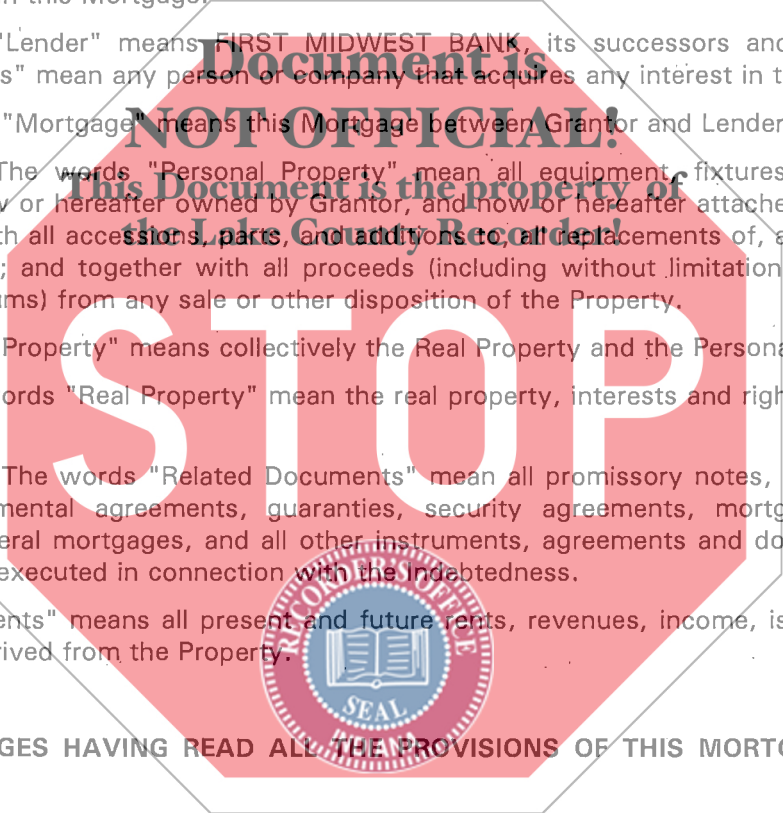 this Mortgage.
"Lender" means FIRST MIDWEST BANK, its successors and
s" mean any person or company that acquires any interest in t
Document is
"Mortgage" means this Mortgage between Grantor and Lender
NOT OFFICIAL!
The words "Personal Property" mean all equipment, fixtures
This Document is the property of
or hereafter owned by Grantor, and now or hereafter attache
the Lake County Recorder!
th all accessions, parts, and additions to, all replacements of, a
; and together with all proceeds (including without limitation
ms) from any sale or other disposition of the Property.
STOP
Property" means collectively the Real Property and the Persona
ords "Real Property" mean the real property, interests and righ
The words "Related Documents" mean all promissory notes,
mental agreements, guaranties, security agreements, mortg
eral mortgages, and all other instruments, agreements and do
executed in connection with the Indebtedness.
ents" means all present and future rents, revenues, income, is
rived from the Property.
RECORDER'S OFFICE
SEAL
INDIANA
GES HAVING READ ALL THE PROVISIONS OF THIS MORTG